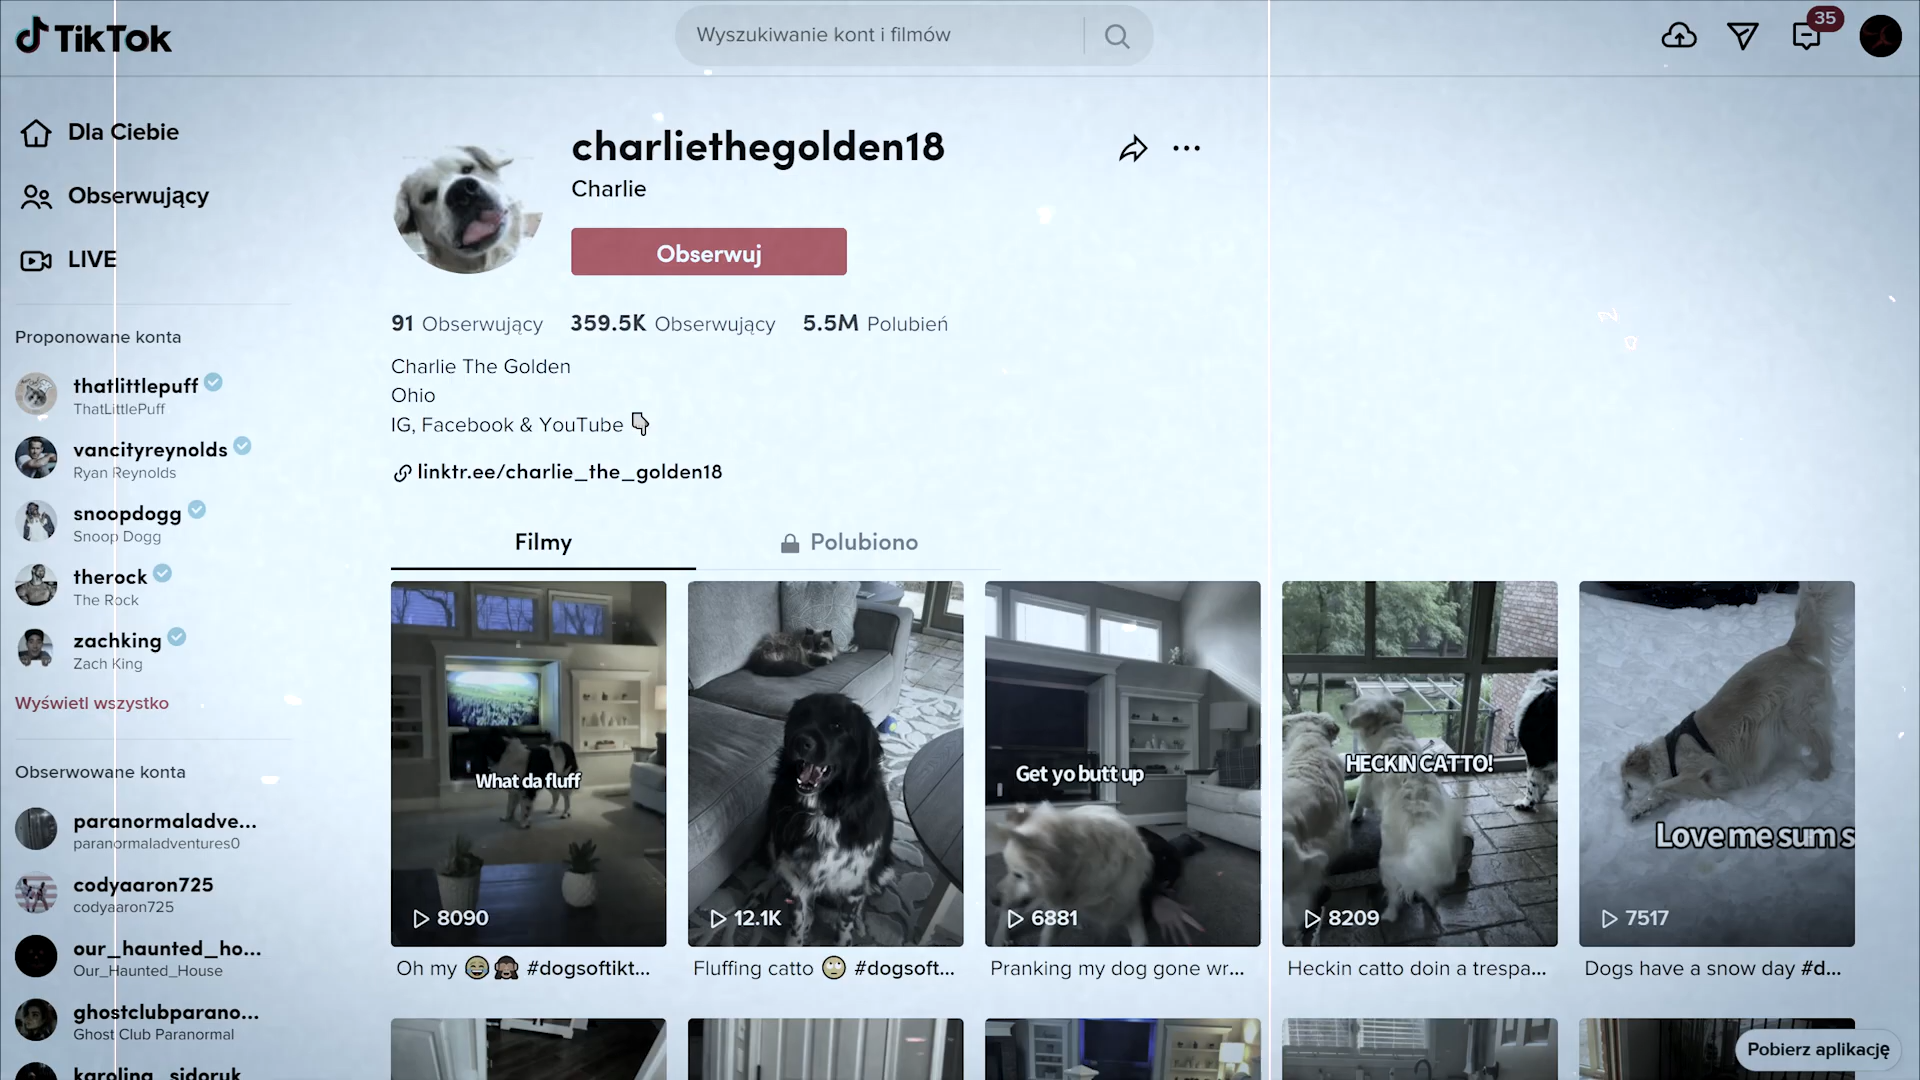 TikTok
Wyszukiwanie kont i filmów
35
Dla Ciebie
Obserwujący
LIVE
Proponowane konta
thatlittlepuff
ThatLittlePuff
vancityreynolds
Ryan Reynolds
snoopdogg
Snoop Dogg
therock
The Rock
zachking
Zach King
Wyświetl wszystko
Obserwowane konta
paranormaladve...
paranormaladventures0
codyaaron725
codyaaron725
our_haunted_ho...
Our_Haunted_House
ghostclubparano...
Ghost Club Paranormal
karolina_sidoruk
charliethegolden18
Charlie
Obserwuj
91 Obserwujący 359.5K Obserwujący 5.5M Polubień
Charlie The Golden
Ohio
IG, Facebook & YouTube 👇
linktr.ee/charlie_the_golden18
Filmy
Polubiono
What da fluff
8090
Oh my 😂🙈 #dogsoftikt...
12.1K
Fluffing catto 🙄 #dogsoft...
Get yo butt up
6881
Pranking my dog gone wr...
HECKIN CATTO!
8209
Heckin catto doin a trespa...
Love me sum s
7517
Dogs have a snow day #d...
Pobierz aplikację